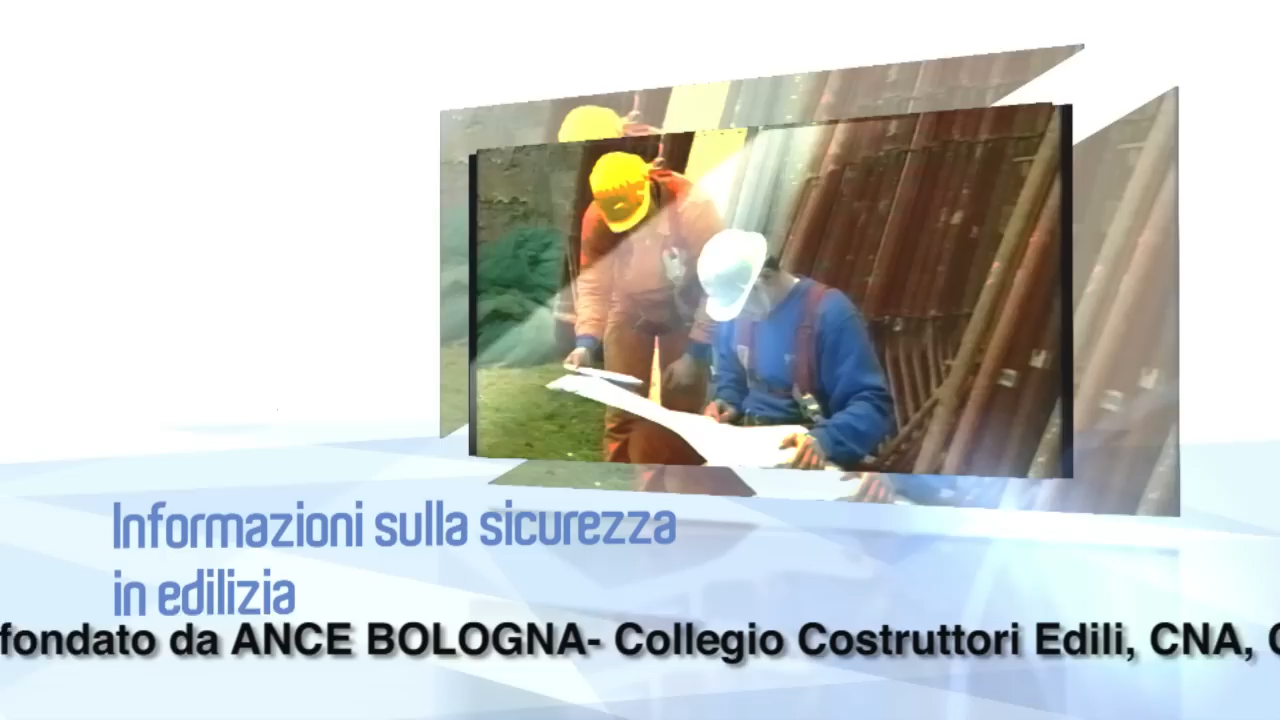 Informazioni sulla sicurezza
in edilizia
fondato da ANCE BOLOGNA- Collegio Costruttori Edili, CNA,